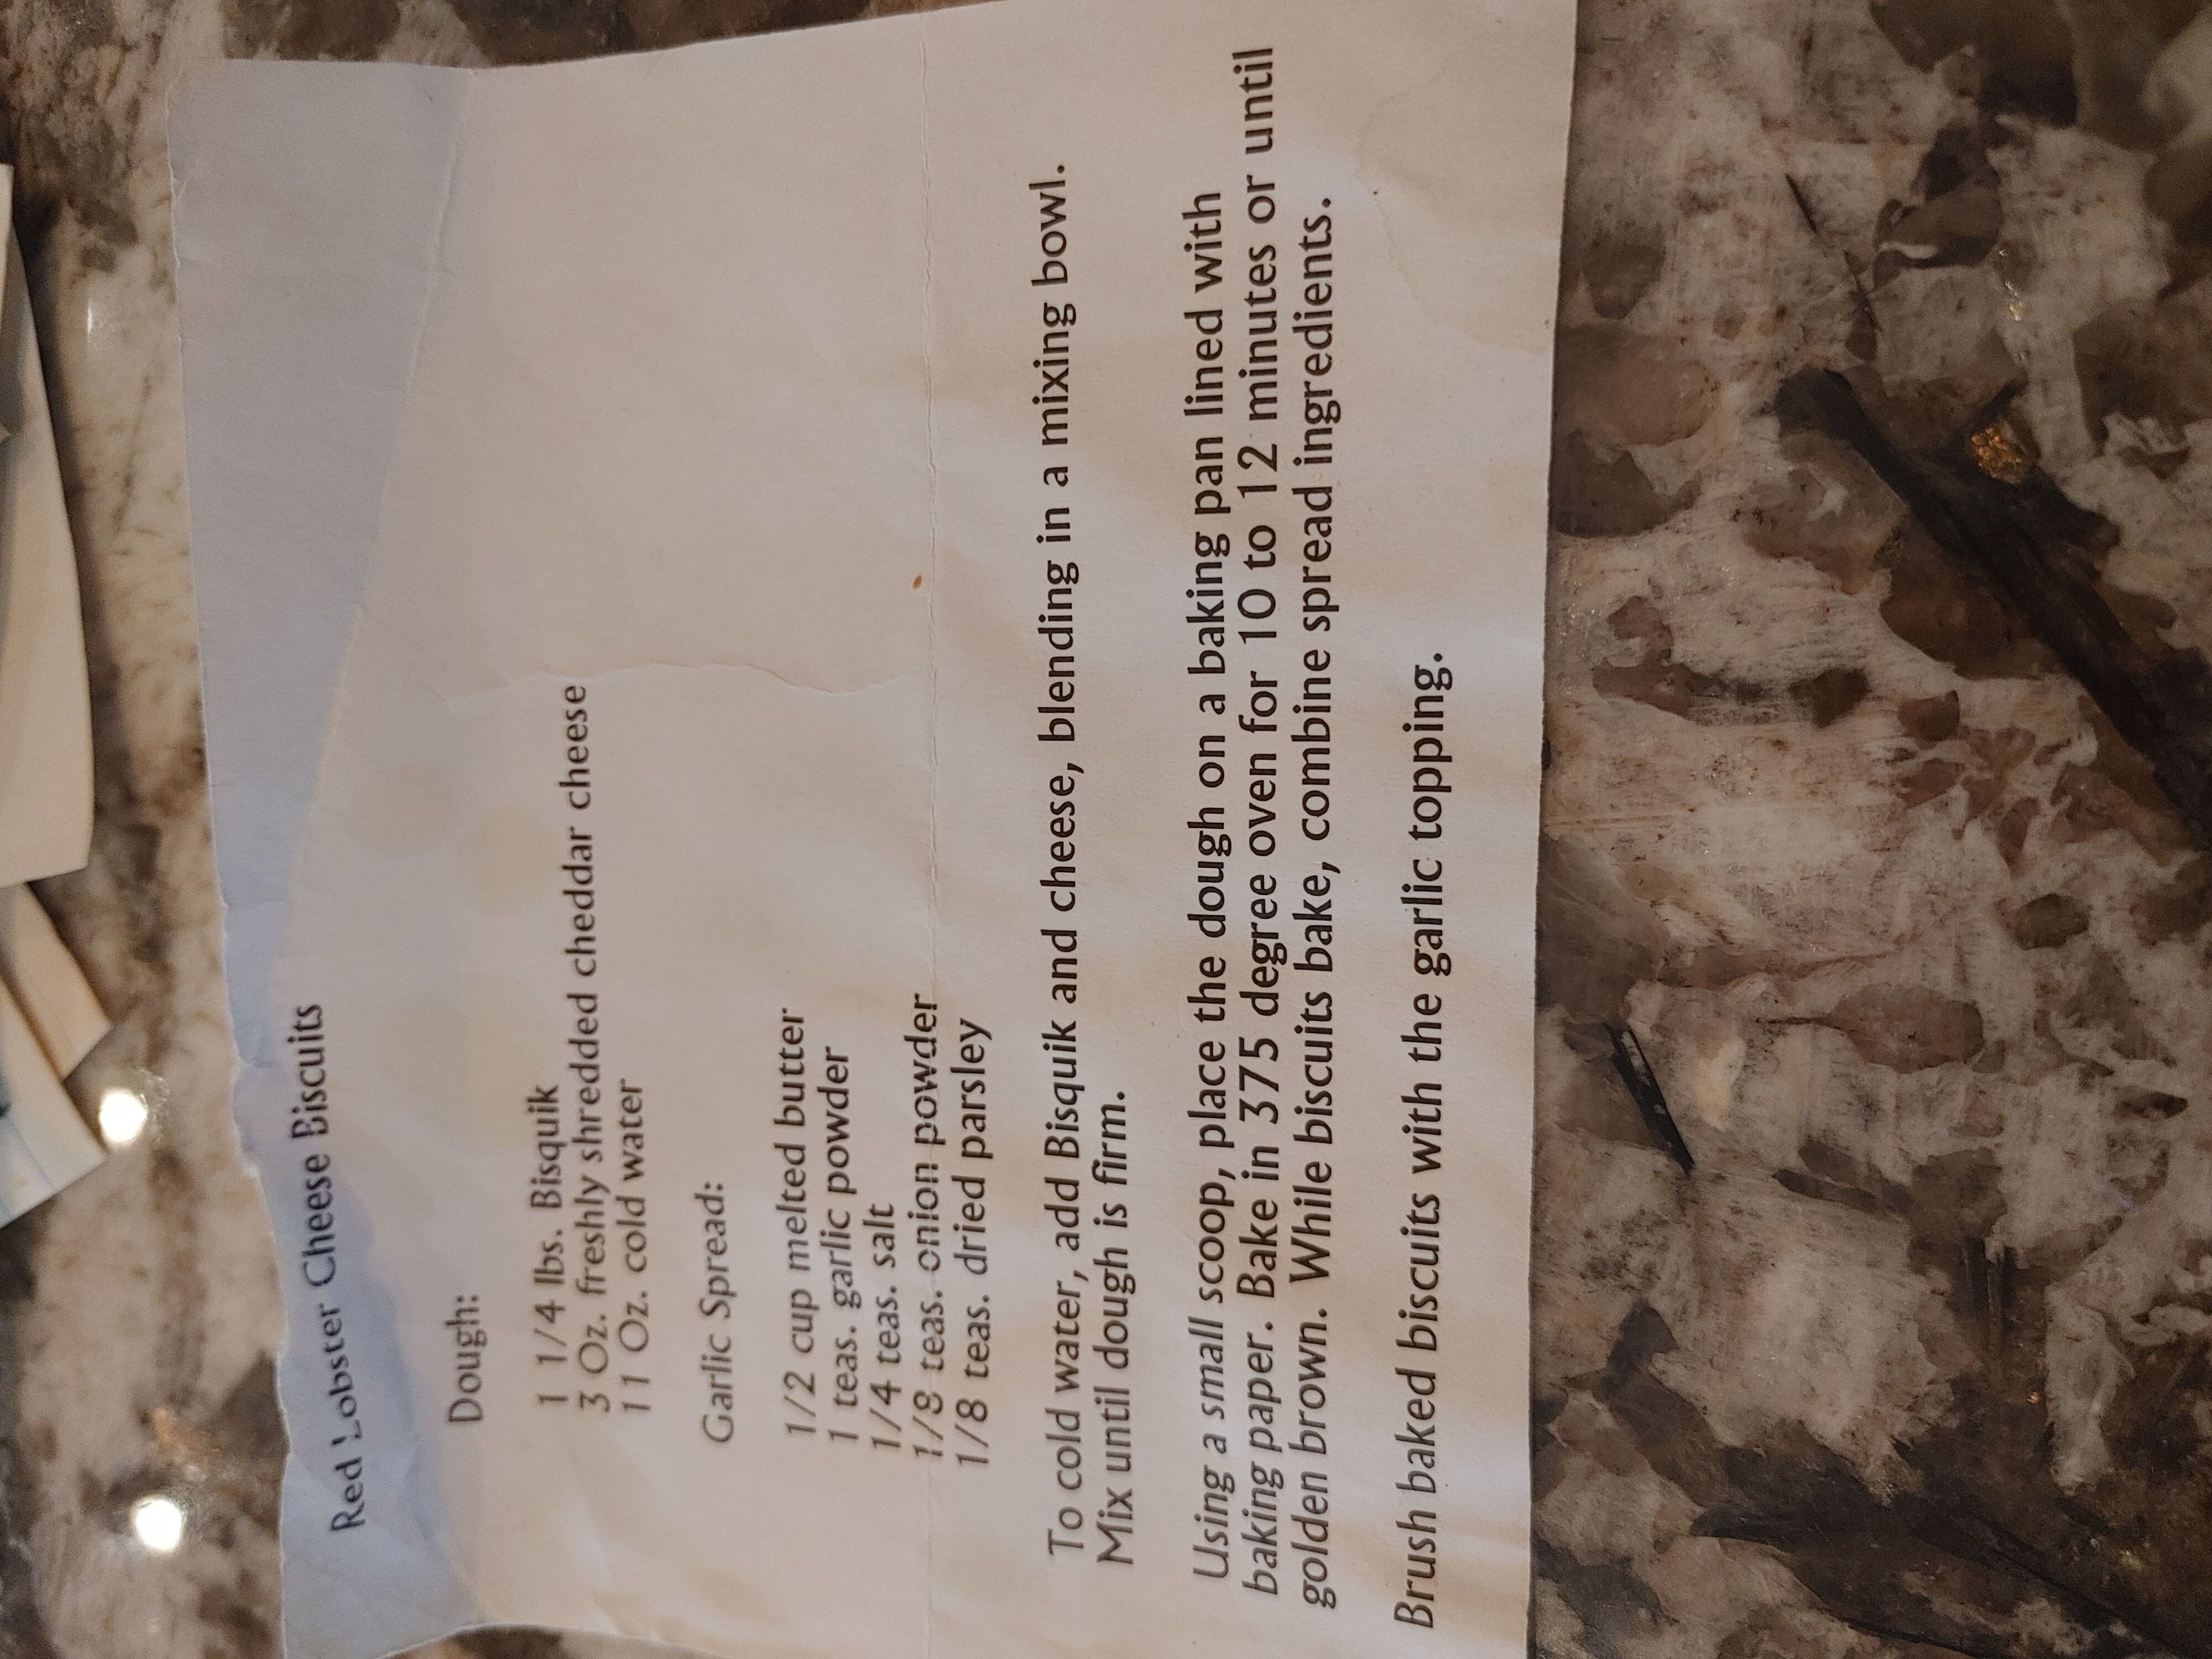 Red Lobster Cheese Biscuits
Dough:
1 1/4 lbs. Bisquik
3 Oz. freshly shredded cheddar cheese
11 Oz. cold water
Garlic Spread:
1/2 cup melted butter
1 teas. garlic powder
1/4 teas. salt
1/8 teas. onion powder
1/8 teas. dried parsley
To cold water, add Bisquik and cheese, blending in a mixing bowl.
Mix until dough is firm.
Using a small scoop, place the dough on a baking pan lined with
baking paper. Bake in 375 degree oven for 10 to 12 minutes or until
golden brown. While biscuits bake, combine spread ingredients.
Brush baked biscuits with the garlic topping.